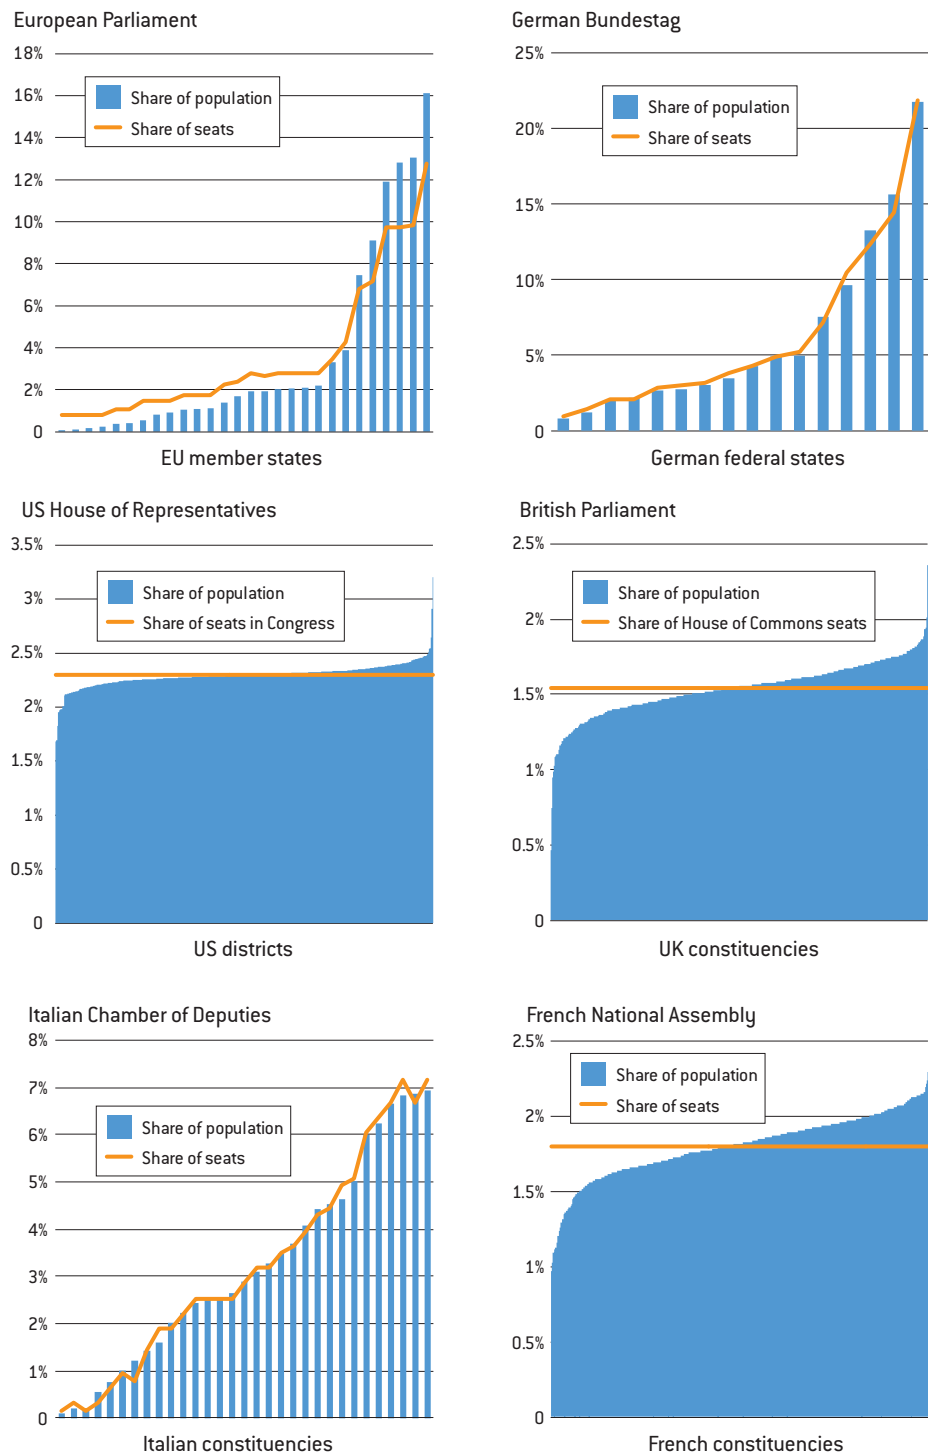 European Parliament
18%
16%
14%
12%
10%
8%
6%
4%
2%
0
Share of population
Share of seats
EU member states
German Bundestag
25%
20%
15%
10%
5%
0
Share of population
Share of seats
German federal states
US House of Representatives
3.5%
3%
2.5%
2%
1.5%
1%
0.5%
0
Share of population
Share of seats in Congress
US districts
British Parliament
2.5%
2%
1.5%
1%
0.5%
0
Share of population
Share of House of Commons seats
UK constituencies
Italian Chamber of Deputies
8%
7%
6%
5%
4%
3%
2%
1%
0
Share of population
Share of seats
Italian constituencies
French National Assembly
2.5%
2%
1.5%
1%
0.5%
0
Share of population
Share of seats
French constituencies